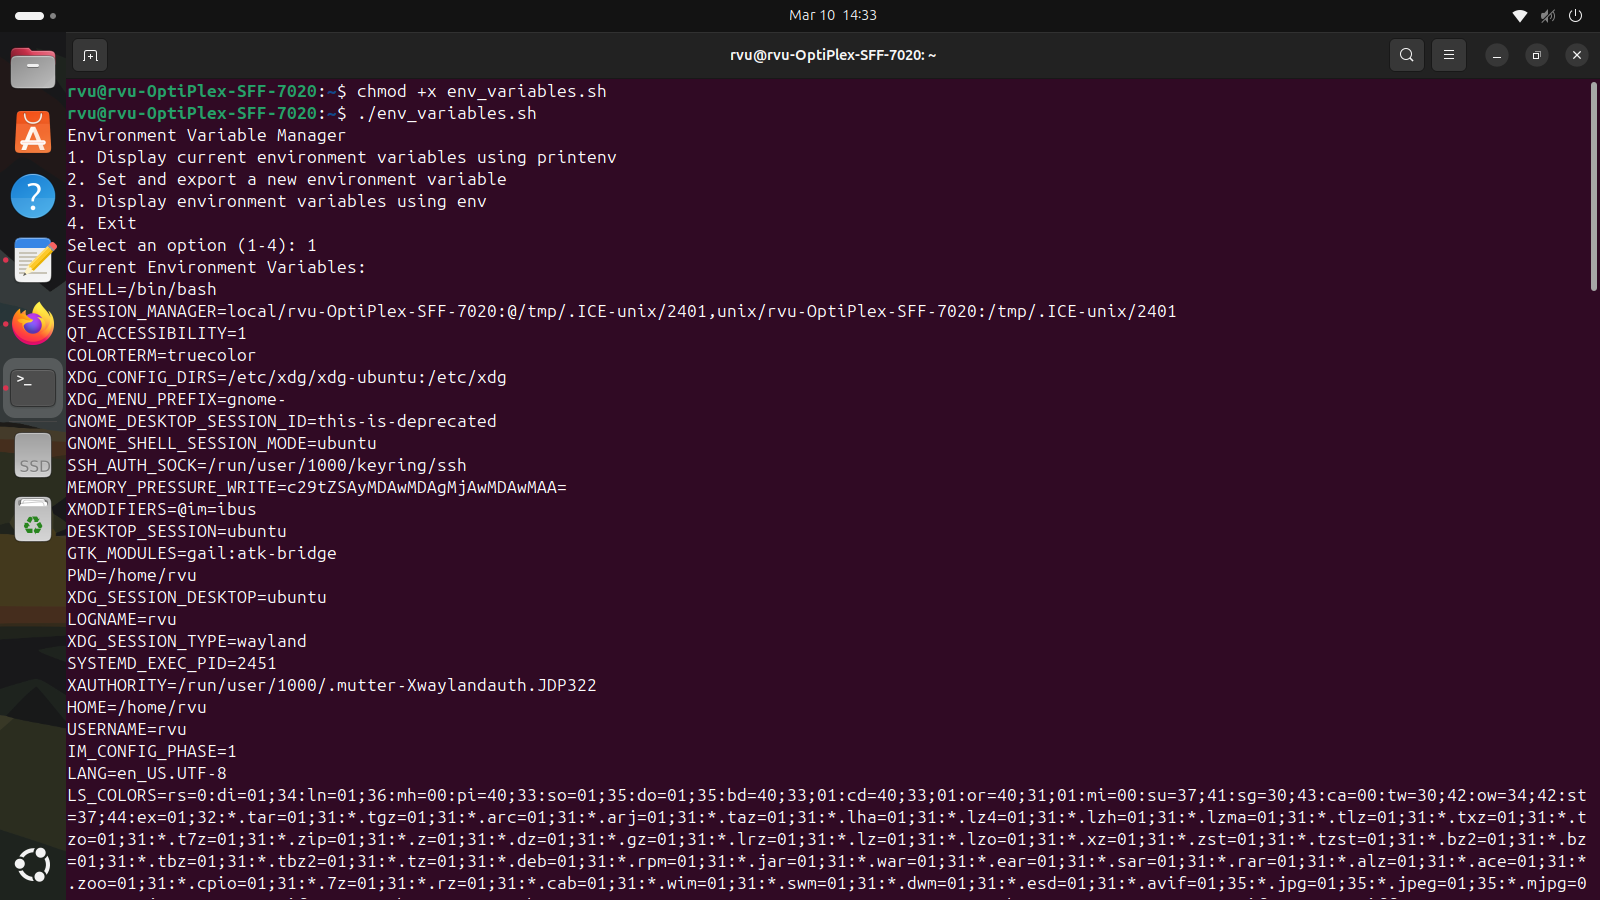 Mar 10 14:33
rvu@rvu-OptiPlex-SFF-7020: ~
rvu@rvu-OptiPlex-SFF-7020:~$ chmod +x env_variables.sh
rvu@rvu-OptiPlex-SFF-7020:~$ ./env_variables.sh
Environment Variable Manager
1. Display current environment variables using printenv
2. Set and export a new environment variable
3. Display environment variables using env
4. Exit
Select an option (1-4): 1
Current Environment Variables:
SHELL=/bin/bash
SESSION_MANAGER=local/rvu-OptiPlex-SFF-7020:@/tmp/.ICE-unix/2401,unix/rvu-OptiPlex-SFF-7020:/tmp/.ICE-unix/2401
QT_ACCESSIBILITY=1
COLORTERM=truecolor
XDG_CONFIG_DIRS=/etc/xdg/xdg-ubuntu:/etc/xdg
XDG_MENU_PREFIX=gnome-
GNOME_DESKTOP_SESSION_ID=this-is-deprecated
GNOME_SHELL_SESSION_MODE=ubuntu
SSH_AUTH_SOCK=/run/user/1000/keyring/ssh
MEMORY_PRESSURE_WRITE=c29tZSAyMDAwMDAgMjAwMDAwMAA=
XMODIFIERS=@im=ibus
DESKTOP_SESSION=ubuntu
GTK_MODULES=gail:atk-bridge
PWD=/home/rvu
XDG_SESSION_DESKTOP=ubuntu
LOGNAME=rvu
XDG_SESSION_TYPE=wayland
SYSTEMD_EXEC_PID=2451
XAUTHORITY=/run/user/1000/.mutter-Xwaylandauth.JDP322
HOME=/home/rvu
USERNAME=rvu
IM_CONFIG_PHASE=1
LANG=en_US.UTF-8
LS_COLORS=rs=0:di=01;34:ln=01;36:mh=00:pi=40;33:so=01;35:do=01;35:bd=40;33;01:cd=40;33;01:or=40;31;01:mi=00:su=37;41:sg=30;43:ca=00:tw=30;42:ow=34;42:st
=37;44:ex=01;32:*.tar=01;31:*.tgz=01;31:*.arc=01;31:*.arj=01;31:*.taz=01;31:*.lha=01;31:*.lz4=01;31:*.lzh=01;31:*.lzma=01;31:*.tlz=01;31:*.txz=01;31:*.t
zo=01;31:*.t7z=01;31:*.zip=01;31:*.z=01;31:*.dz=01;31:*.gz=01;31:*.lrz=01;31:*.lz=01;31:*.lzo=01;31:*.xz=01;31:*.zst=01;31:*.tzst=01;31:*.bz2=01;31:*.bz
=01;31:*.tbz=01;31:*.tbz2=01;31:*.tz=01;31:*.deb=01;31:*.rpm=01;31:*.jar=01;31:*.war=01;31:*.ear=01;31:*.sar=01;31:*.rar=01;31:*.alz=01;31:*.ace=01;31:*
.zoo=01;31:*.cpio=01;31:*.7z=01;31:*.rz=01;31:*.cab=01;31:*.wim=01;31:*.swm=01;31:*.dwm=01;31:*.esd=01;31:*.avif=01;35:*.jpg=01;35:*.jpeg=01;35:*.mjpg=0
SSD